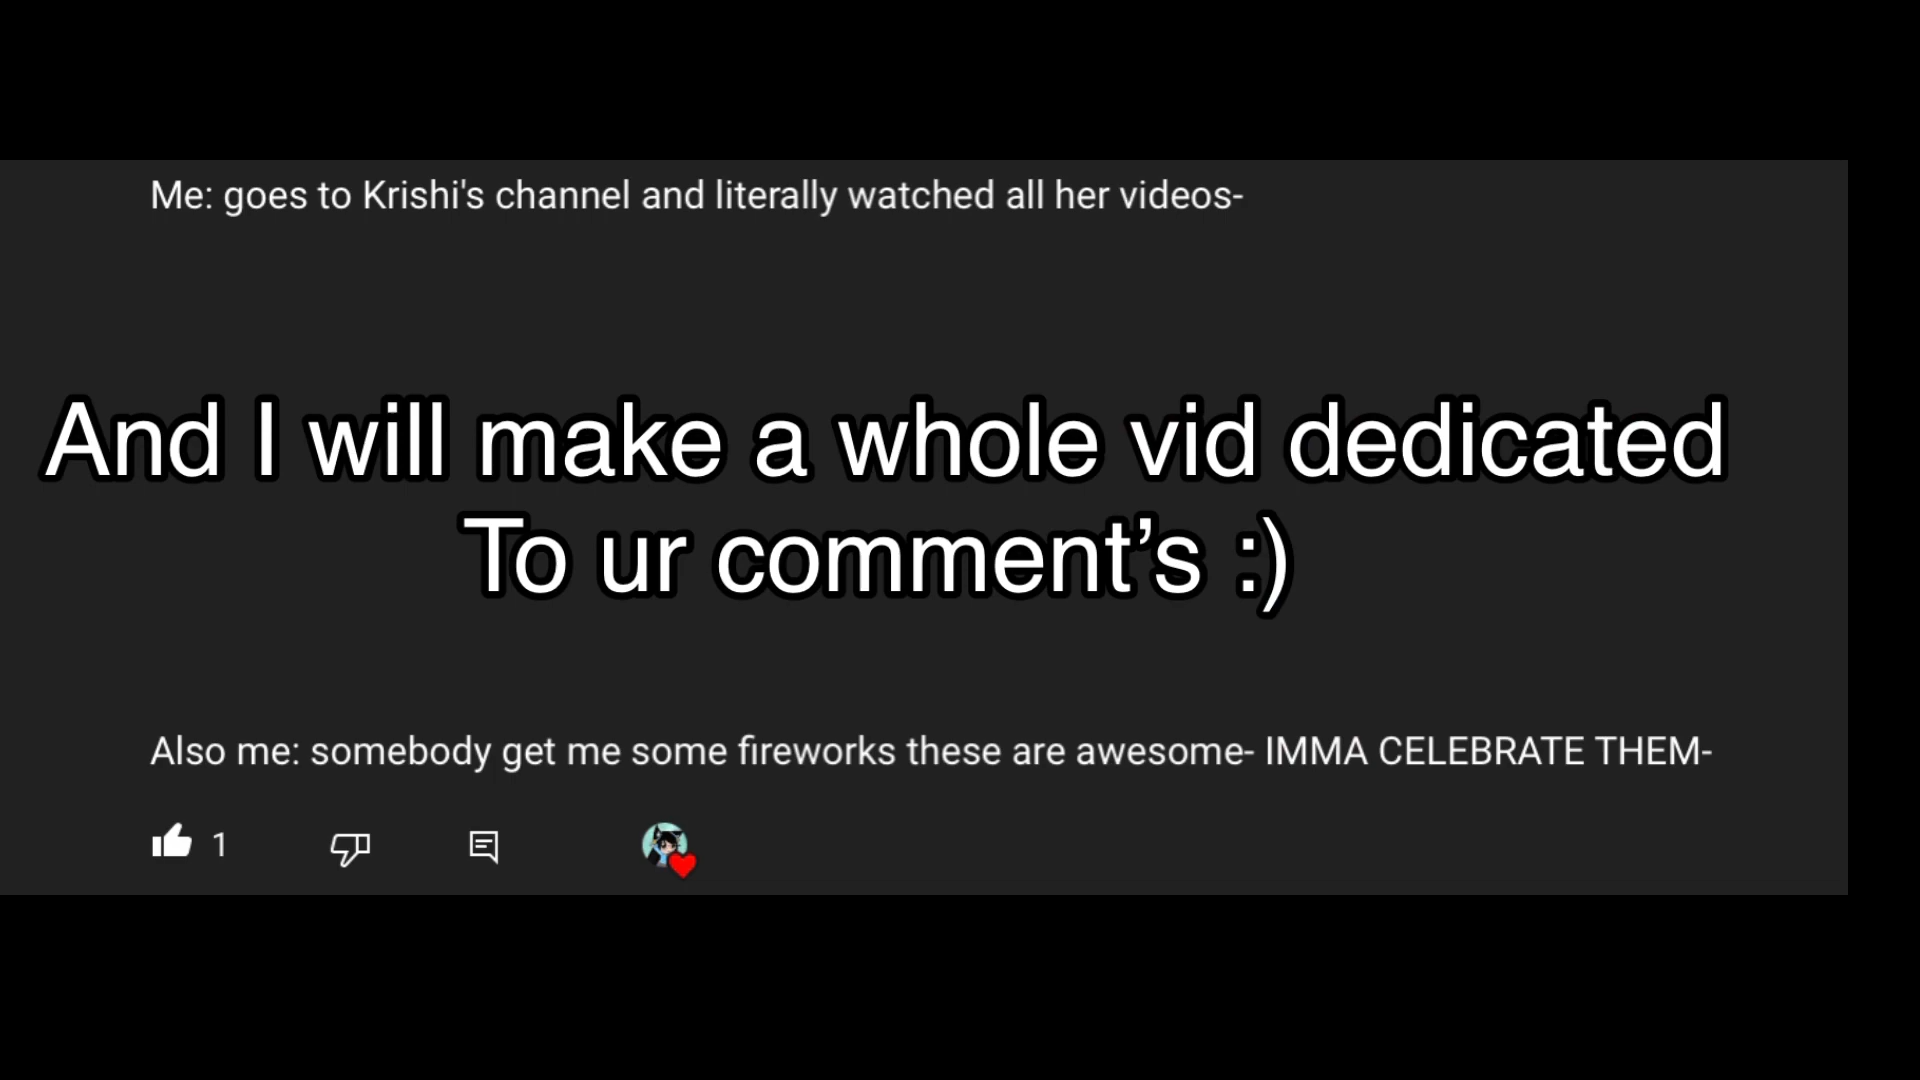 Me: goes to Krishi's channel and literally watched all her videos-
And I will make a whole vid dedicated
To ur comment’s :)
Also me: somebody get me some fireworks these are awesome- IMMA CELEBRATE THEM-
1